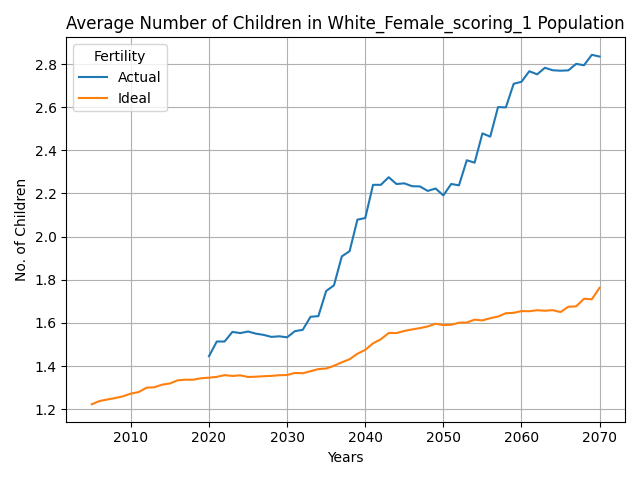 Average Number of Children in White_Female_scoring_1 Population
Fertility
Actual
Ideal
2.8
2.6
2.4
2.2
2.0
1.8
1.6
1.4
1.2
No. of Children
2010 2020 2030 2040 2050 2060 2070
Years